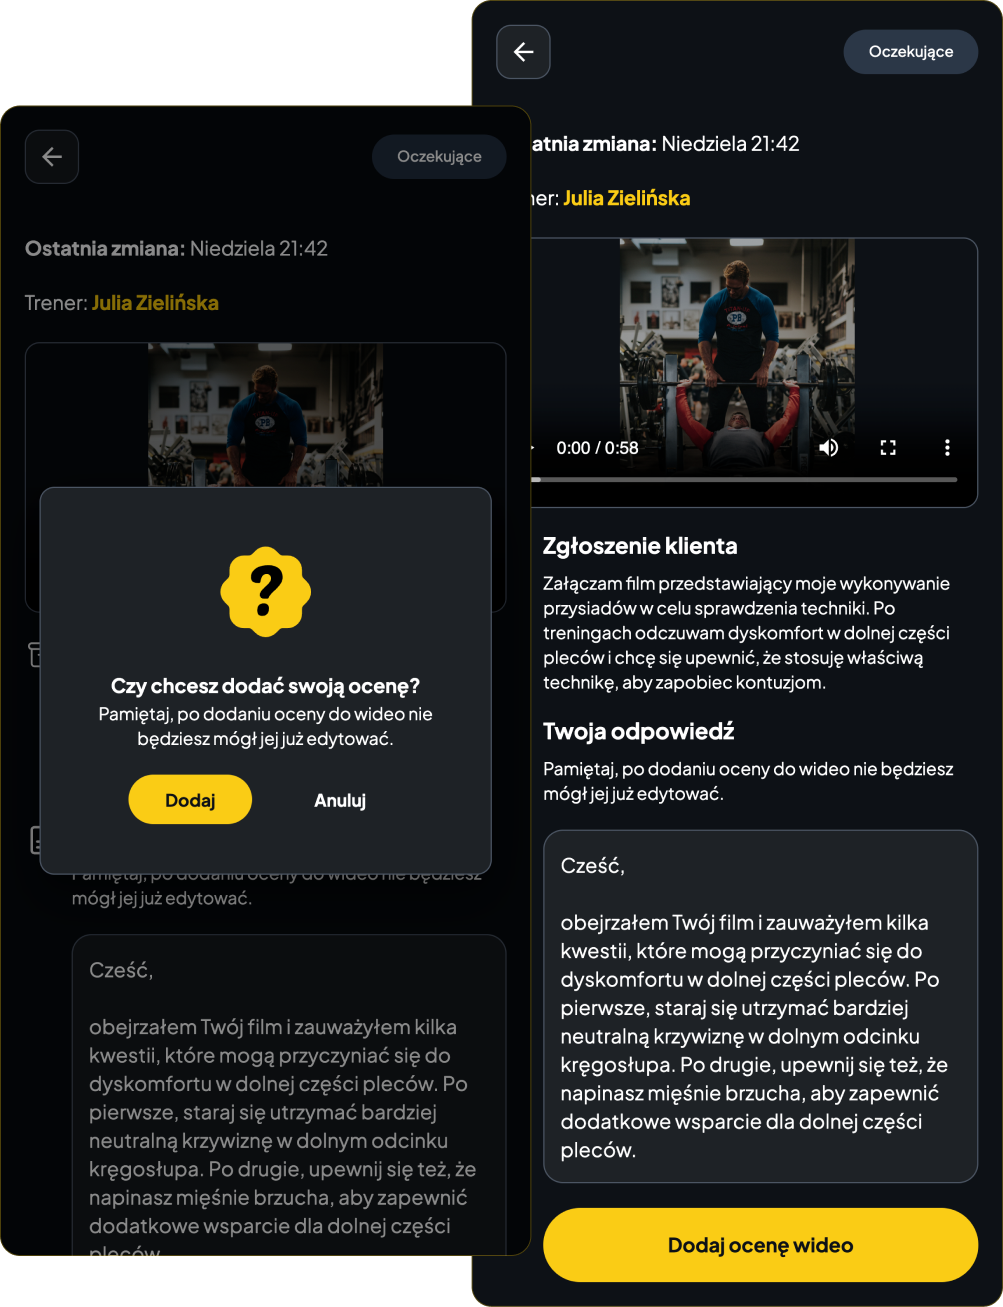 Oczekujące
Ostatnia zmiana: Niedziela 21:42
Trener: Julia Zielińska
PB
?
Czy chcesz dodać swoją ocenę?
Pamiętaj, po dodaniu oceny do wideo nie
będziesz mógł jej już edytować.
Dodaj
Anuluj
Pamiętaj, po dodaniu oceny do wideo nie będziesz
mógł jej już edytować.
Cześć,
obejrzałem Twój film i zauważyłem kilka
kwestii, które mogą przyczyniać się do
dyskomfortu w dolnej części pleców. Po
pierwsze, staraj się utrzymać bardziej
neutralną krzywiznę w dolnym odcinku
kręgosłupa. Po drugie, upewnij się też, że
napinasz mięśnie brzucha, aby zapewnić
dodatkowe wsparcie dla dolnej części
pleców.
Oczekujące
atnia zmiana: Niedziela 21:42
ner: Julia Zielińska
PB
0:00 / 0:58
Zgłoszenie klienta
Załączam film przedstawiający moje wykonywanie
przysiadów w celu sprawdzenia techniki. Po
treningach odczuwam dyskomfort w dolnej części
pleców i chcę się upewnić, że stosuję właściwą
technikę, aby zapobiec kontuzjom.
Twoja odpowiedź
Pamiętaj, po dodaniu oceny do wideo nie będziesz
mógł jej już edytować.
Cześć,
obejrzałem Twój film i zauważyłem kilka
kwestii, które mogą przyczyniać się do
dyskomfortu w dolnej części pleców. Po
pierwsze, staraj się utrzymać bardziej
neutralną krzywiznę w dolnym odcinku
kręgosłupa. Po drugie, upewnij się też, że
napinasz mięśnie brzucha, aby zapewnić
dodatkowe wsparcie dla dolnej części
pleców.
Dodaj ocenę wideo